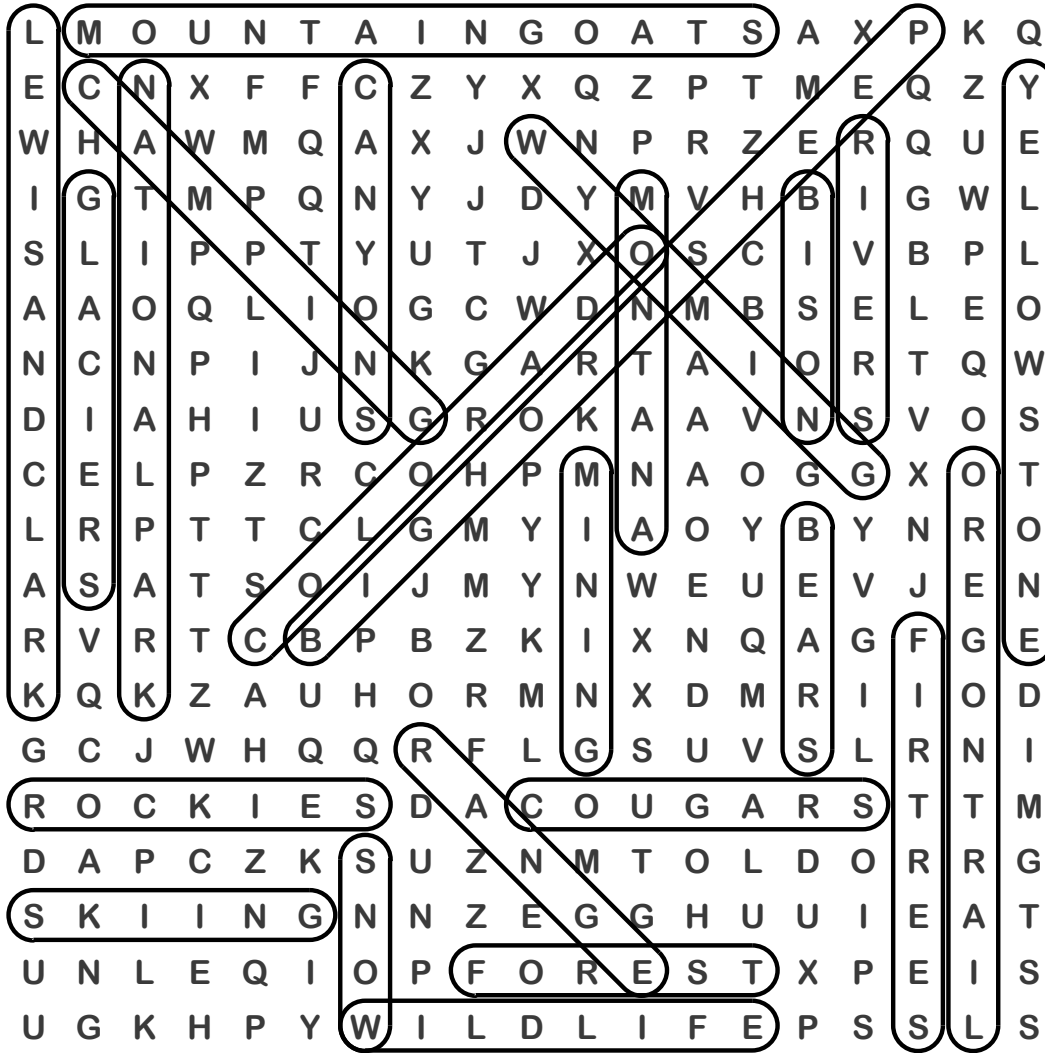 L M O U N T A I N G O A T S A X P K Q
E C N X F F C Z Y X Q Z P T M E Q Z Y
W H A W M Q A X J W N P R Z E R Q U E
I G T M P Q N Y J D Y M V H B I G W L
S L I P P T Y U T J X O S C I V B P L
A A O Q L I O G C W D N M B S E L E O
N C N P I J N K G A R T A I O R T Q W
D I A H I U S G R O K A A V N S V O S
C E L P Z R C O H P M N A O G G X O T
L R P T T C L G M Y I A O Y B Y N R O
A S A T S O I J M Y N W E U E V J E N
R V R T C B P B Z K I X N Q A G F G E
K Q K Z A U H O R M N X D M R I I O D
G C J W H Q Q R F L G S U V S L R N I
R O C K I E S D A C O U G A R S T T M
D A P C Z K S U Z N M T O L D O R R G
S K I I N G N N Z E G G H U U I E A T
U N L E Q I O P F O R E S T X P E I S
U G K H P Y W I L D L I F E P S S L S